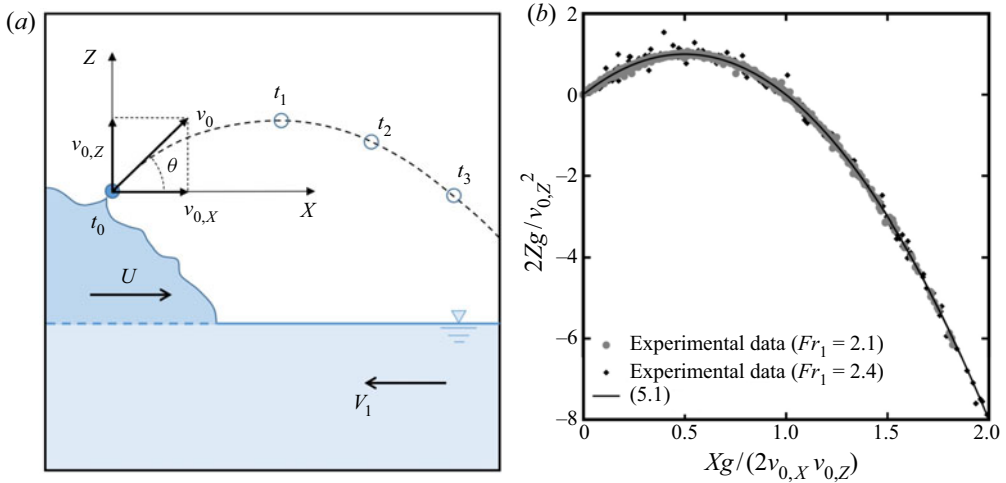 (a)
Z
t1
v0
t2
v0,Z
θ
t3
v0,X
X
t0
U
V1
(b)
2Zg/v0,Z^2
0
−2
−4
−6
−8
Experimental data (Fr1 = 2.1)
Experimental data (Fr1 = 2.4)
(5.1)
0 0.5 1.0 1.5 2.0
Xg/(2v0,X v0,Z)